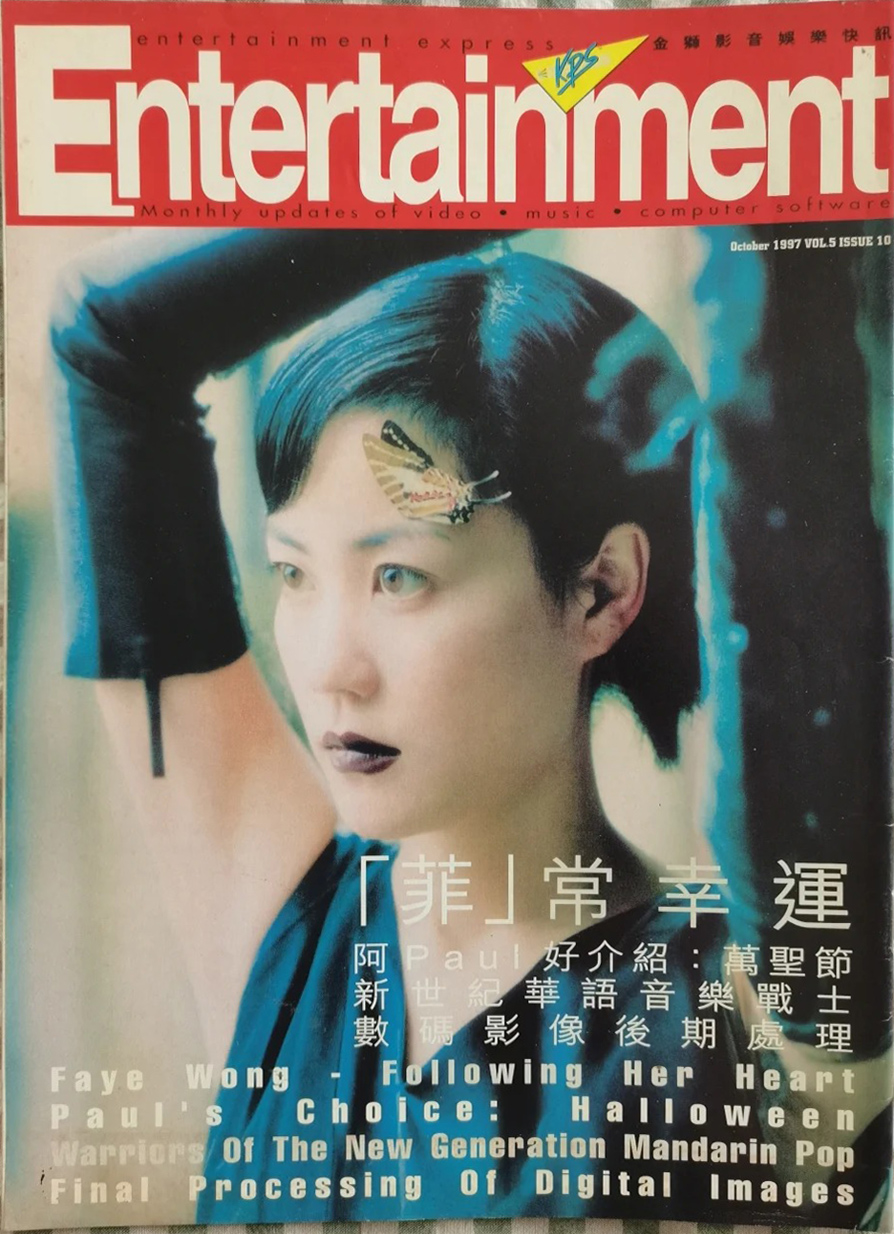 entertainment express
金獅影音娛樂快訊
KPS
Entertainment
Monthly updates of video • music • computer software
October 1997 VOL.5 ISSUE 10
「菲」常幸運
阿Paul好介紹：萬聖節
新世紀華語音樂戰士
數碼影像後期處理
Faye Wong - Following Her Heart
Paul's Choice: Halloween
Warriors Of The New Generation Mandarin Pop
Final Processing Of Digital Images